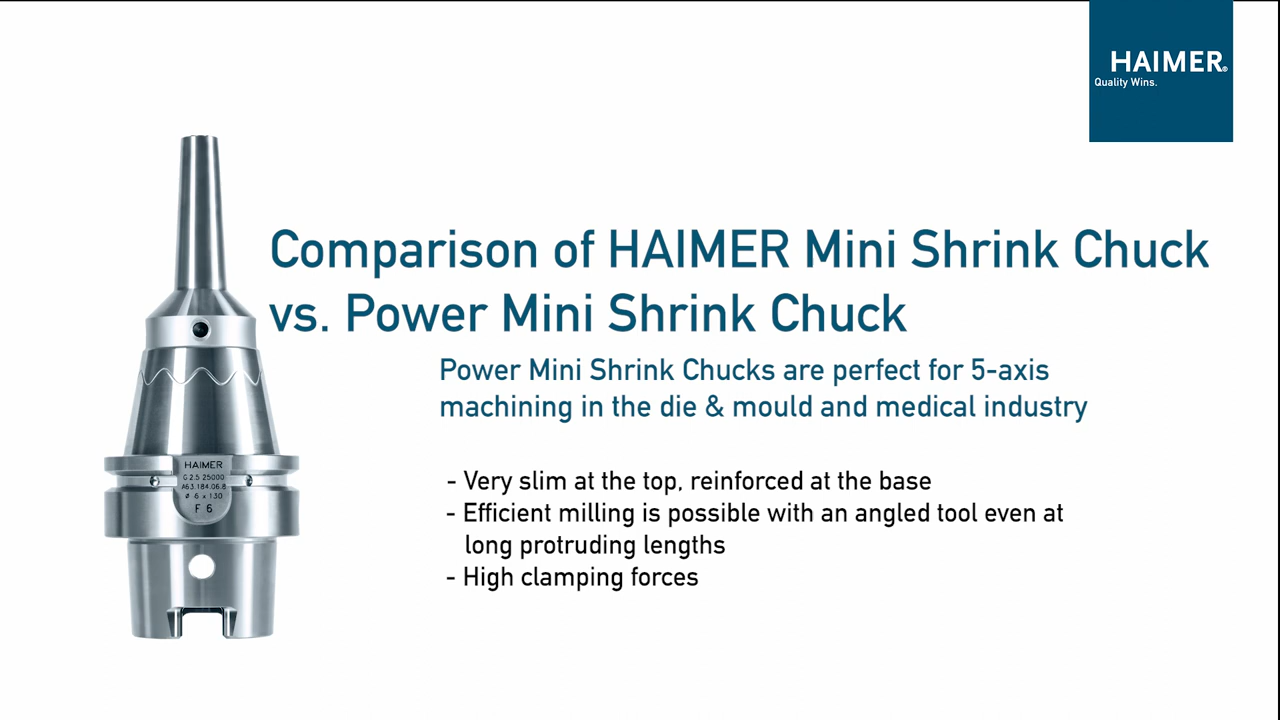 HAIMER®
Quality Wins.
Comparison of HAIMER Mini Shrink Chuck
vs. Power Mini Shrink Chuck
Power Mini Shrink Chucks are perfect for 5-axis
machining in the die & mould and medical industry
- Very slim at the top, reinforced at the base
- Efficient milling is possible with an angled tool even at
long protruding lengths
- High clamping forces
HAIMER
G 2.5 25000
A63.184.06.8
ø 6 x 130
F 6